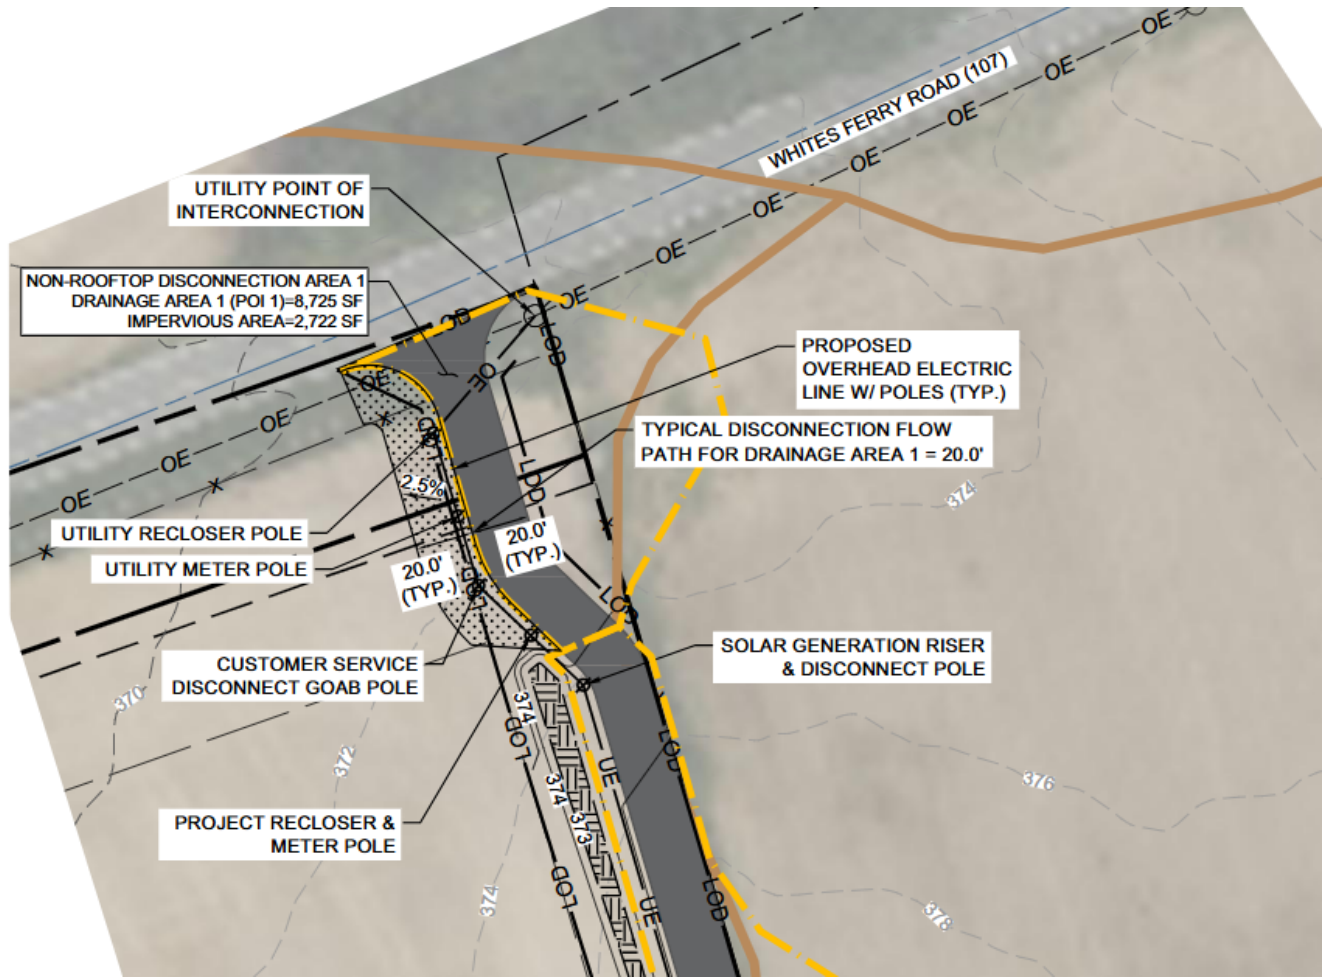 OE
WHITES FERRY ROAD (107)
OE
OE
OE
OE
OE
OE
UTILITY POINT OF
INTERCONNECTION
NON-ROOFTOP DISCONNECTION AREA 1
DRAINAGE AREA 1 (POI 1)=8,725 SF
IMPERVIOUS AREA=2,722 SF
LOD
LOD
OE
OE
OE
OE
OE
PROPOSED
OVERHEAD ELECTRIC
LINE W/ POLES (TYP.)
TYPICAL DISCONNECTION FLOW
PATH FOR DRAINAGE AREA 1 = 20.0'
LOD
2.5%
374
UTILITY RECLOSER POLE
UTILITY METER POLE
20.0'
(TYP.)
20.0'
(TYP.)
LOD
LOD
CUSTOMER SERVICE
DISCONNECT GOAB POLE
SOLAR GENERATION RISER
& DISCONNECT POLE
370
372
374
LOD
LOD
UE
374
373
376
PROJECT RECLOSER &
METER POLE
374
LOD
UE
LOD
378